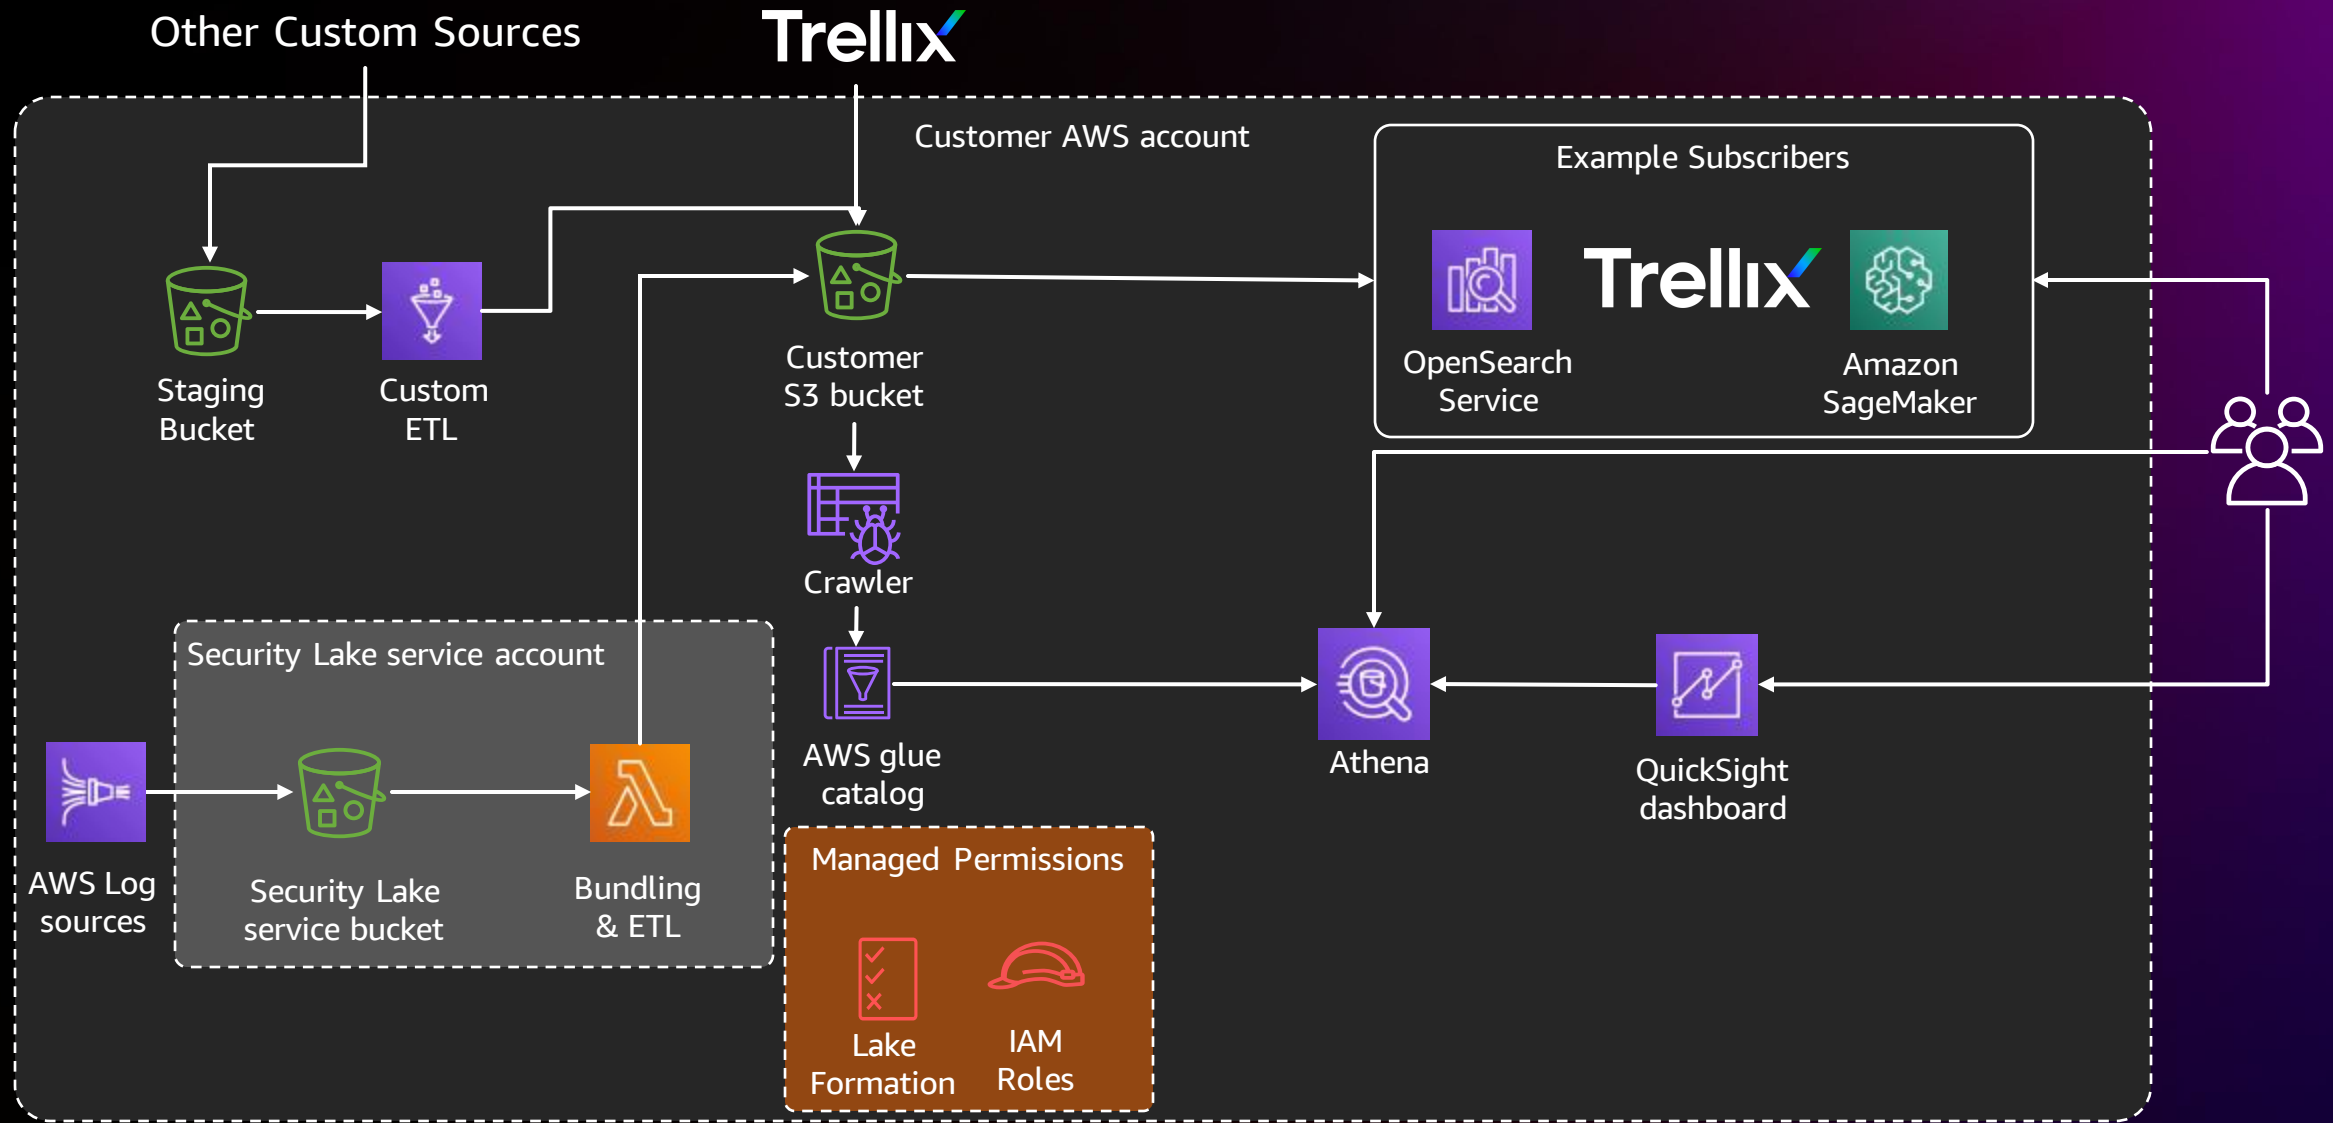 Other Custom Sources
Trellix
Customer AWS account
Example Subscribers
Trellix
OpenSearch
Service
Amazon
SageMaker
Staging
Bucket
Custom
ETL
Customer
S3 bucket
Crawler
Security Lake service account
AWS glue
catalog
Athena
QuickSight
dashboard
AWS Log
sources
Security Lake
service bucket
Bundling
& ETL
Managed Permissions
Lake
Formation
IAM
Roles